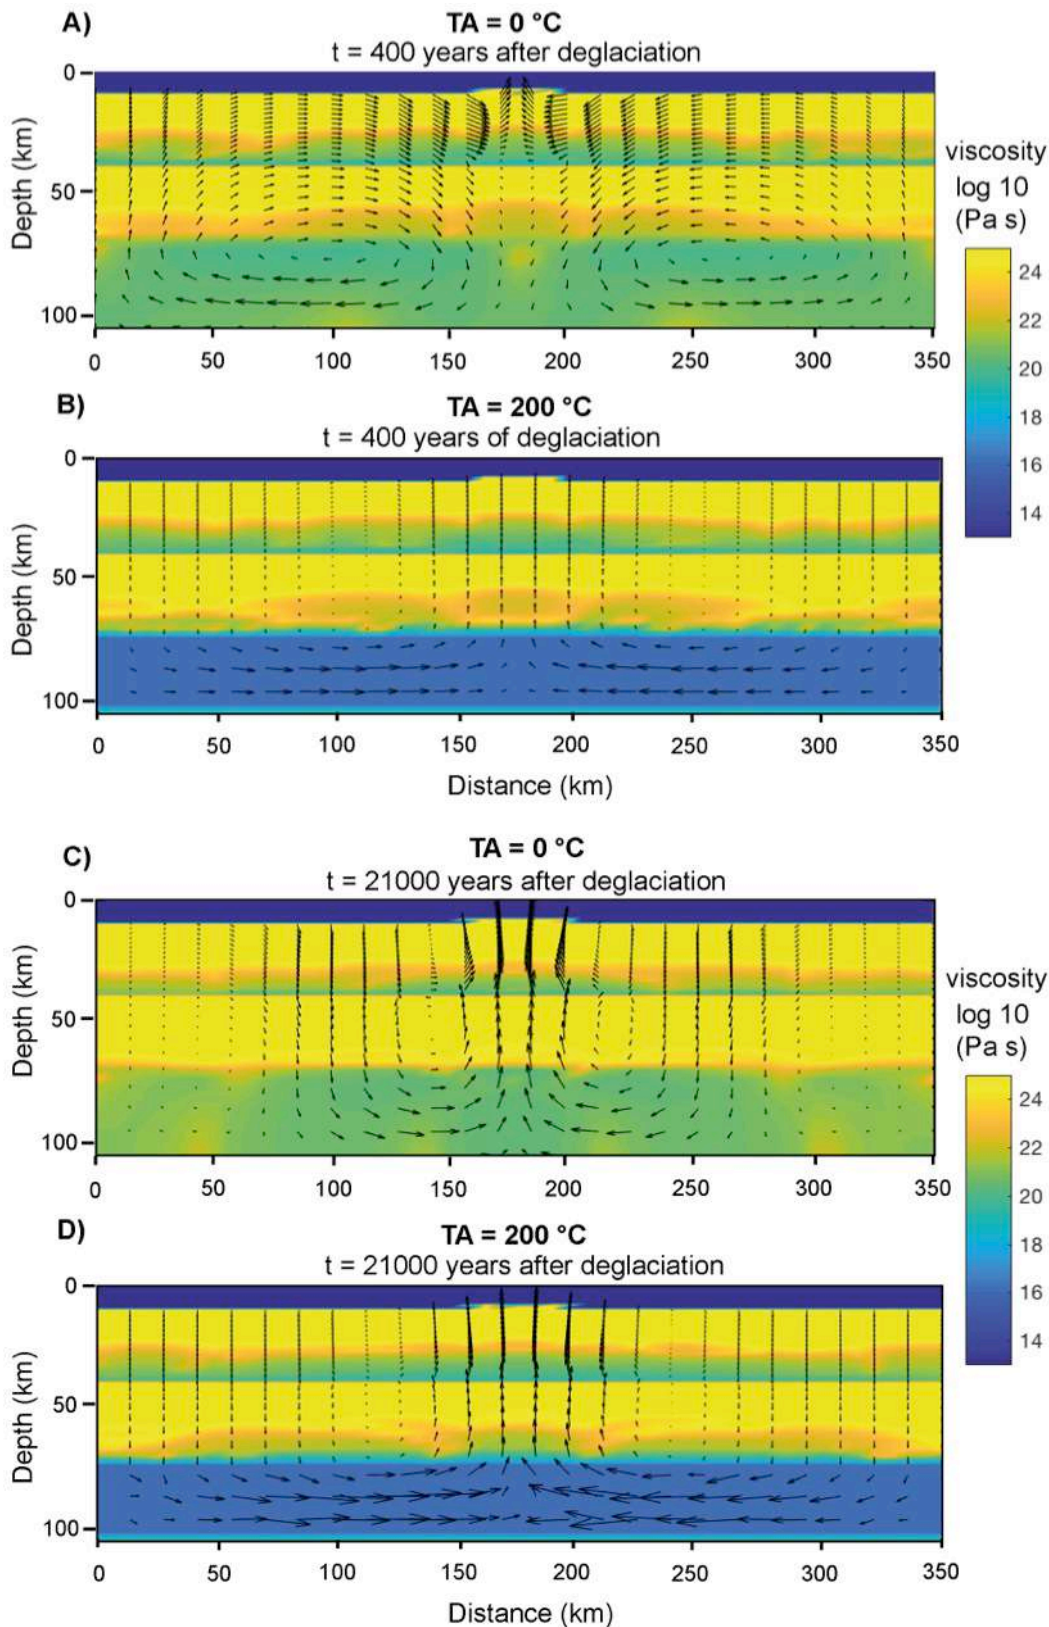 A)
TA = 0 °C
t = 400 years after deglaciation
0
50
100
Depth (km)
0 50 100 150 200 250 300 350
viscosity
log 10
(Pa s)
24
22
20
18
16
14
B)
TA = 200 °C
t = 400 years of deglaciation
0
50
100
Depth (km)
0 50 100 150 200 250 300 350
Distance (km)
C)
TA = 0 °C
t = 21000 years after deglaciation
0
50
100
Depth (km)
0 50 100 150 200 250 300 350
viscosity
log 10
(Pa s)
24
22
20
18
16
14
D)
TA = 200 °C
t = 21000 years after deglaciation
0
50
100
Depth (km)
0 50 100 150 200 250 300 350
Distance (km)